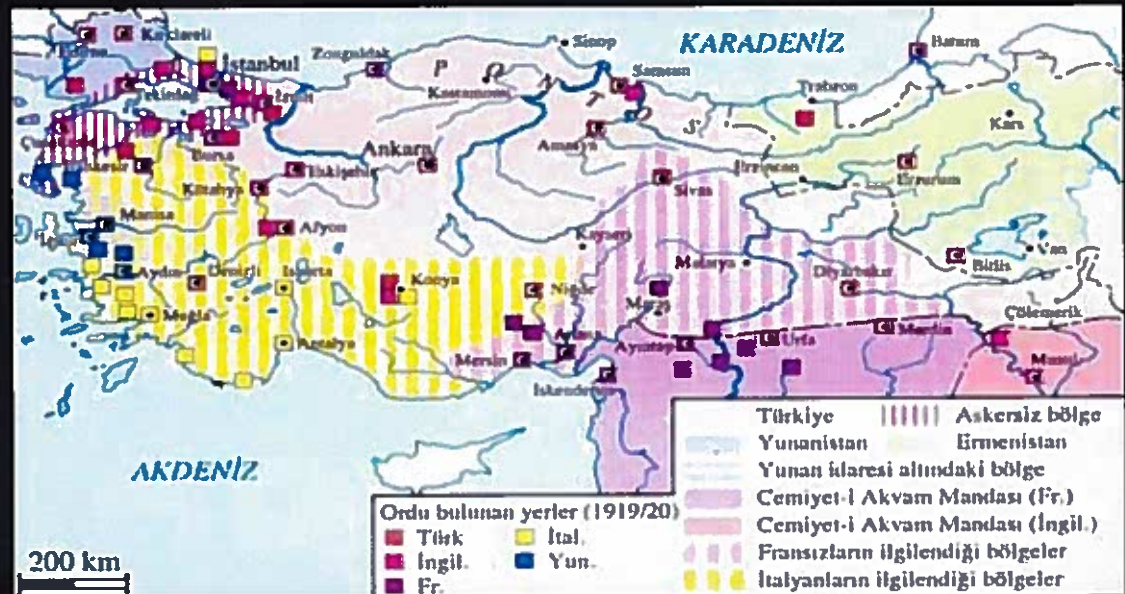 KARADENİZ
Sinop
Batum
Kırklareli
Edirne
Zonguldak
İstanbul
Samsun
Kastamonu
Trabzon
Tekirdağ
İzmit
P O N T O S
Kars
Amasya
Bursa
Ankara
Erzincan
Eskişehir
Erzurum
Kütahya
Sivas
Manisa
Afyon
Kayseri
Van
Malatya
Bitlis
Aydın
Denizli
Isparta
Konya
Niğde
Diyarbakır
Maraş
Çölemerik
Muğla
Antalya
Adana
Mersin
Ayıntap
Urfa
Mardin
Musul
İskenderun
AKDENİZ
Türkiye
Askersiz bölge
Yunanistan
Ermenistan
Yunan idaresi altındaki bölge
Cemiyet-i Akvam Mandası (Fr.)
Cemiyet-i Akvam Mandası (İngil.)
Fransızların ilgilendiği bölgeler
İtalyanların ilgilendiği bölgeler
Ordu bulunan yerler (1919/20)
Türk
İtal.
İngil.
Yun.
Fr.
200 km